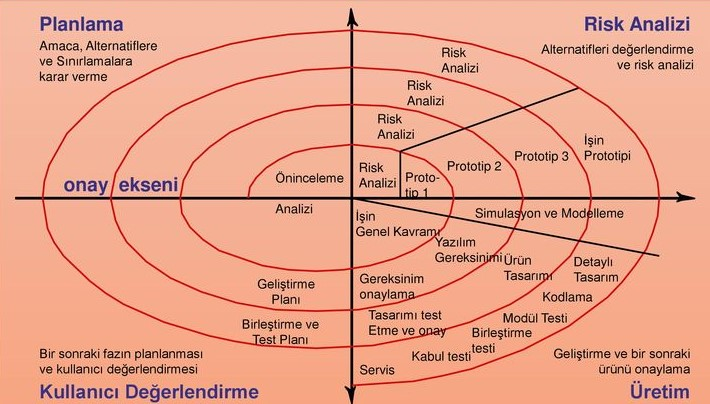 Planlama
Amaca, Alternatiflere
ve Sınırlamalara
karar verme
Risk Analizi
Alternatifleri değerlendirme
ve risk analizi
Risk
Analizi
Risk
Analizi
Risk
Analizi
Risk
Analizi
Proto-
tip 1
Prototip 2
Prototip 3
İşin
Prototipi
Öninceleme
onay ekseni
Analizi
İşin
Genel Kavramı
Simulasyon ve Modelleme
Yazılım
Gereksinimi
Ürün
Tasarımı
Detaylı
Tasarım
Geliştirme
Planı
Gereksinim
onaylama
Kodlama
Birleştirme ve
Test Planı
Tasarımı test
Etme ve onay
Modül Testi
Birleştirme
testi
Kabul testi
Servis
Bir sonraki fazın planlanması
ve kullanıcı değerlendirmesi
Kullanıcı Değerlendirme
Geliştirme ve bir sonraki
ürünü onaylama
Üretim